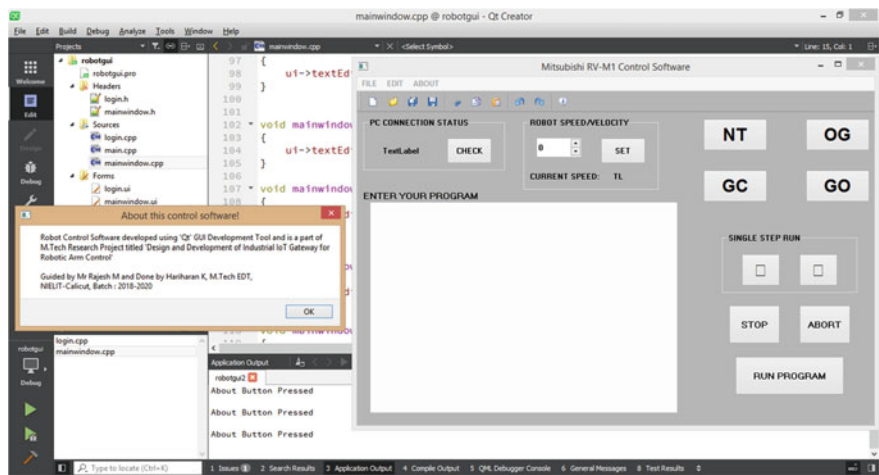 mainwindow.cpp @ robotgui - Qt Creator
File Edit Build Debug Analyze Tools Window Help
Projects
mainwindow.cpp
<Select Symbol>
Line: 15, Col: 1
Welcome
Edit
Design
Debug
robotgui
robotgui.pro
Headers
login.h
mainwindow.h
Sources
login.cpp
main.cpp
mainwindow.cpp
Forms
login.ui
mainwindow.ui
97 {
98 ui->textEd
99 }
100
101
102 void mainwindow
103 {
104 ui->textEd
105 }
106
107 void mainwindow
108 {
Mitsubishi RV-M1 Control Software
FILE EDIT ABOUT
PC CONNECTION STATUS
TextLabel
CHECK
ROBOT SPEED/VELOCITY
0
SET
CURRENT SPEED: TL
NT
OG
GC
GO
ENTER YOUR PROGRAM
SINGLE STEP RUN
STOP
ABORT
RUN PROGRAM
About this control software!
Robot Control Software developed using 'Qt' GUI Development Tool and is a part of
M.Tech Research Project titled 'Design and Development of Industrial IoT Gateway for
Robotic Arm Control'
Guided by Mr Rajesh M and Done by Hariharan K, M.Tech EDT,
NIELIT-Calicut, Batch : 2018-2020
OK
login.cpp
mainwindow.cpp
robotgui
Debug
Application Output
robotgui2
About Button Pressed
About Button Pressed
About Button Pressed
Type to locate (Ctrl+K)
1 Issues 1
2 Search Results
3 Application Output
4 Compile Output
5 QML Debugger Console
6 General Messages
8 Test Results